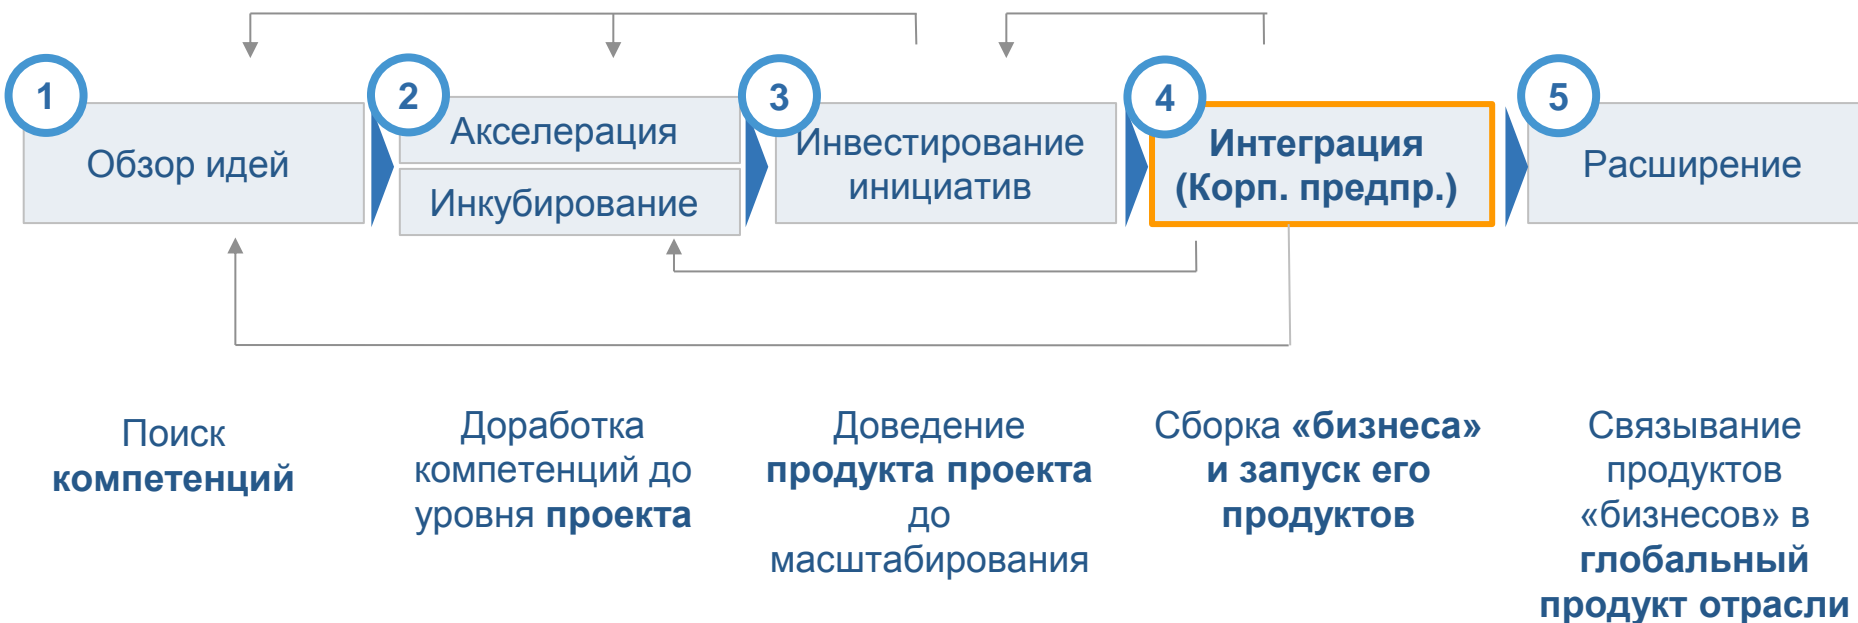 1
Обзор идей
2
Акселерация
Инкубирование
3
Инвестирование
инициатив
4
Интеграция
(Корп. предпр.)
5
Расширение
Поиск
компетенций
Доработка
компетенций до
уровня проекта
Доведение
продукта проекта
до
масштабирования
Сборка «бизнеса»
и запуск его
продуктов
Связывание
продуктов
«бизнесов» в
глобальный
продукт отрасли